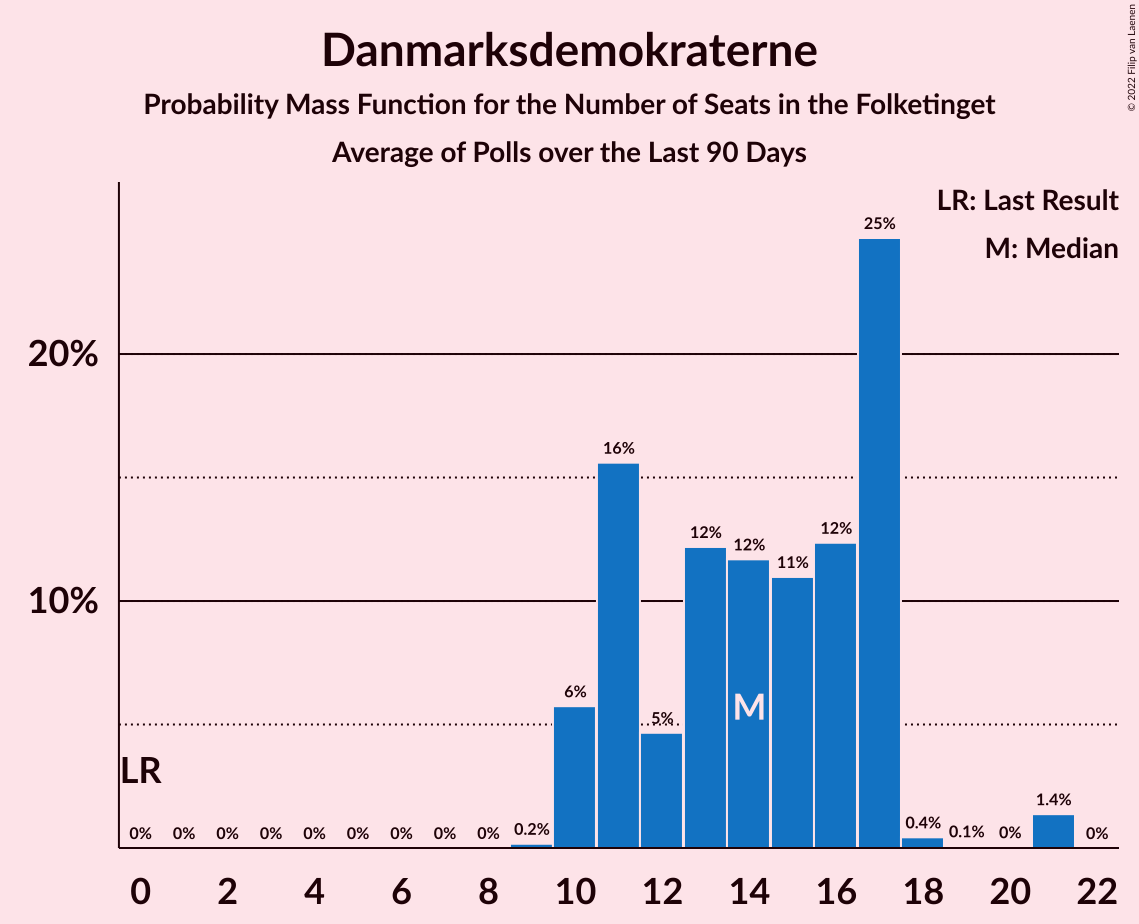 Danmarksdemokraterne
Probability Mass Function for the Number of Seats in the Folketinget
Average of Polls over the Last 90 Days
© 2022 Filip van Laenen
LR: Last Result
M: Median
25%
20%
16%
12%
12%
11%
12%
10%
6%
5%
M
LR
0%
0%
0%
0%
0%
0%
0%
0%
0%
0.2%
0.4%
0.1%
0%
1.4%
0%
0 2 4 6 8 10 12 14 16 18 20 22